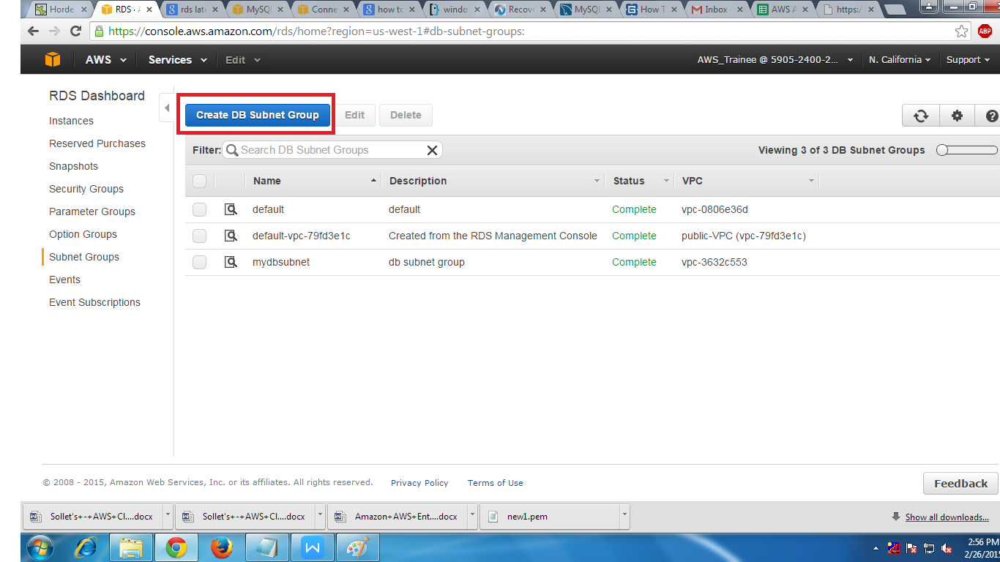 Horde
RDS · A
rds late
MySQL
Conne
how to
windo
Recove
MySQL
How T
Inbox -
AWS A
https:/
https://console.aws.amazon.com/rds/home?region=us-west-1#db-subnet-groups:
ABP
AWS Services Edit AWS_Trainee @ 5905-2400-2... N. California Support
RDS Dashboard
Instances
Reserved Purchases
Snapshots
Security Groups
Parameter Groups
Option Groups
Subnet Groups
Events
Event Subscriptions
Create DB Subnet Group Edit Delete
Filter: Search DB Subnet Groups Viewing 3 of 3 DB Subnet Groups
Name Description Status VPC
default default Complete vpc-0806e36d
default-vpc-79fd3e1c Created from the RDS Management Console Complete public-VPC (vpc-79fd3e1c)
mydbsubnet db subnet group Complete vpc-3632c553
© 2008 - 2015, Amazon Web Services, Inc. or its affiliates. All rights reserved. Privacy Policy Terms of Use
Feedback
Sollet's+-+AWS+Cl....docx Sollet's+-+AWS+Cl....docx Amazon+AWS+Ent....docx new1.pem Show all downloads...
2:56 PM
2/26/2015